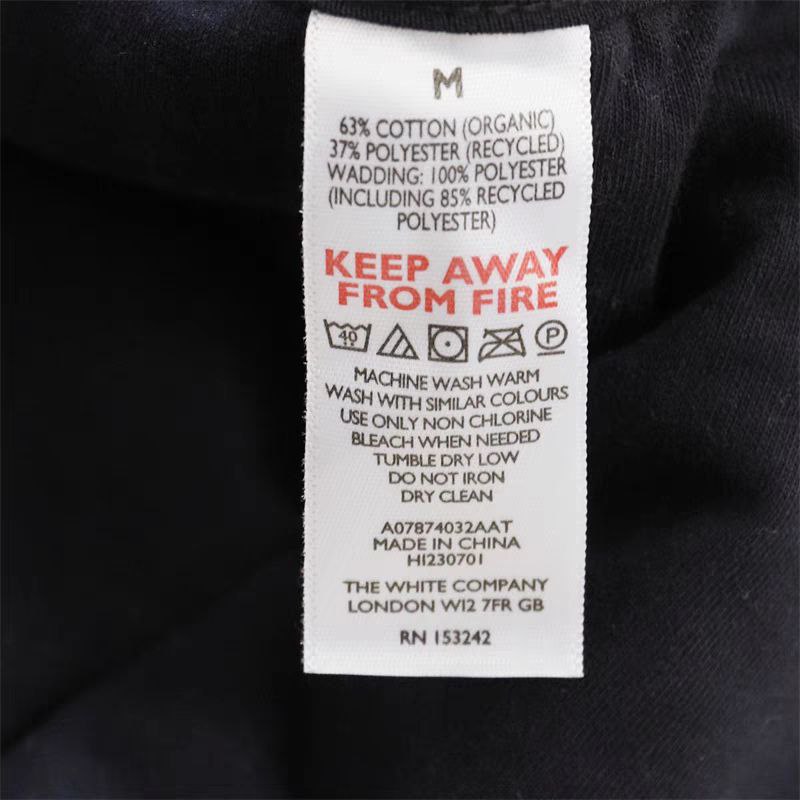 M
63% COTTON (ORGANIC)
37% POLYESTER (RECYCLED)
WADDING: 100% POLYESTER
(INCLUDING 85% RECYCLED
POLYESTER)
KEEP AWAY
FROM FIRE
40 P
MACHINE WASH WARM
WASH WITH SIMILAR COLOURS
USE ONLY NON CHLORINE
BLEACH WHEN NEEDED
TUMBLE DRY LOW
DO NOT IRON
DRY CLEAN
A07874032AAT
MADE IN CHINA
HI230701
THE WHITE COMPANY
LONDON W12 7FR GB
RN 153242